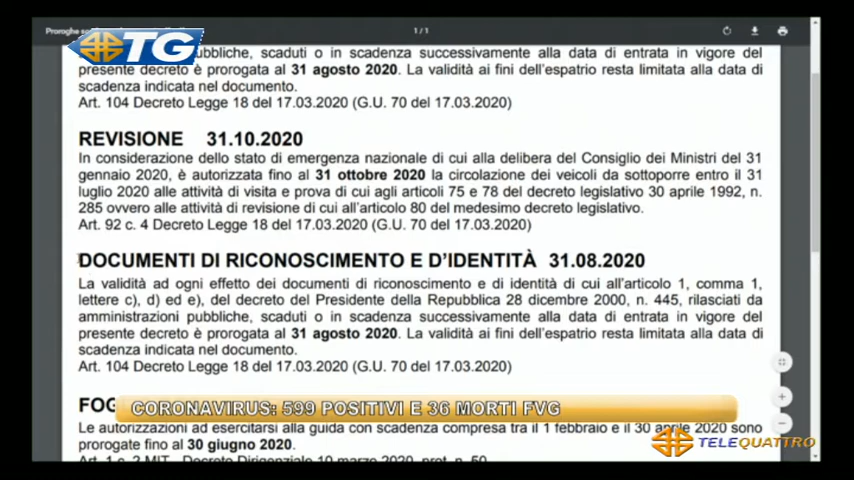 Proroghe
1/1
TG
pubbliche, scaduti o in scadenza successivamente alla data di entrata in vigore del
presente decreto è prorogata al 31 agosto 2020. La validità ai fini dell'espatrio resta limitata alla data di
scadenza indicata nel documento.
Art. 104 Decreto Legge 18 del 17.03.2020 (G.U. 70 del 17.03.2020)
REVISIONE 31.10.2020
In considerazione dello stato di emergenza nazionale di cui alla delibera del Consiglio dei Ministri del 31
gennaio 2020, è autorizzata fino al 31 ottobre 2020 la circolazione dei veicoli da sottoporre entro il 31
luglio 2020 alle attività di visita e prova di cui agli articoli 75 e 78 del decreto legislativo 30 aprile 1992, n.
285 ovvero alle attività di revisione di cui all'articolo 80 del medesimo decreto legislativo.
Art. 92 c. 4 Decreto Legge 18 del 17.03.2020 (G.U. 70 del 17.03.2020)
DOCUMENTI DI RICONOSCIMENTO E D'IDENTITÀ 31.08.2020
La validità ad ogni effetto dei documenti di riconoscimento e di identità di cui all'articolo 1, comma 1,
lettere c), d) ed e), del decreto del Presidente della Repubblica 28 dicembre 2000, n. 445, rilasciati da
amministrazioni pubbliche, scaduti o in scadenza successivamente alla data di entrata in vigore del
presente decreto è prorogata al 31 agosto 2020. La validità ai fini dell'espatrio resta limitata alla data di
scadenza indicata nel documento.
Art. 104 Decreto Legge 18 del 17.03.2020 (G.U. 70 del 17.03.2020)
FOG
CORONAVIRUS: 599 POSITIVI E 36 MORTI FVG
Le autorizzazioni ad esercitarsi alla guida con scadenza compresa tra il 1 febbraio e il 30 aprile 2020 sono
prorogate fino al 30 giugno 2020.
Art. 1 c. 2 MIT - Decreto Dirigenziale 10 marzo 2020, prot. n. 50
TELEQUATTRO